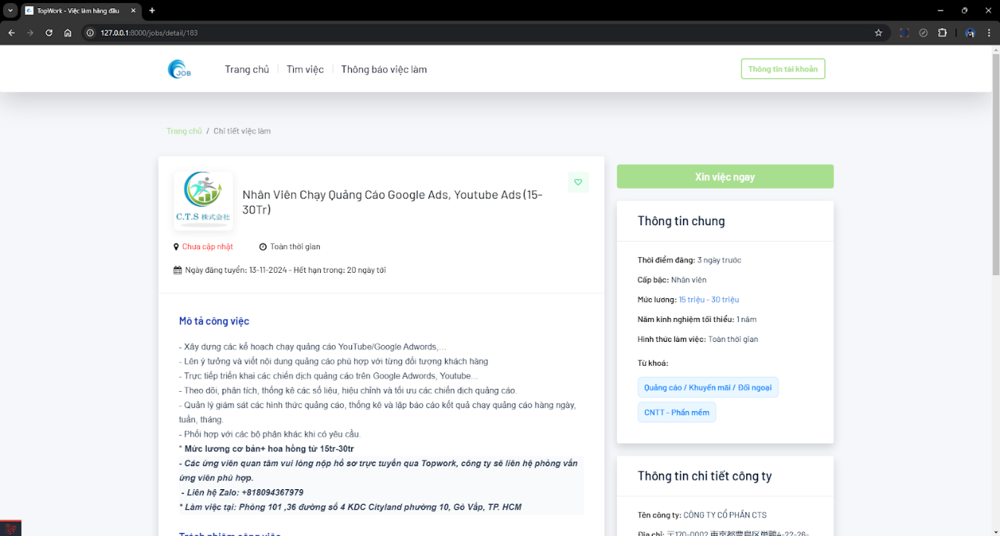 TopWork - Việc làm hàng đầu
127.0.0.1:8000/jobs/detail/183
JOB
Trang chủ
Tìm việc
Thông báo việc làm
Thông tin tài khoản
Trang chủ / Chi tiết việc làm
C.T.S 株式会社
Nhân Viên Chạy Quảng Cáo Google Ads, Youtube Ads (15-
30Tr)
Chưa cập nhật
Toàn thời gian
Ngày đăng tuyển: 13-11-2024 - Hết hạn trong: 20 ngày tới
Mô tả công việc
- Xây dựng các kế hoạch chạy quảng cáo YouTube/Google Adwords,...
- Lên ý tưởng và viết nội dung quảng cáo phù hợp với từng đối tượng khách hàng
- Trực tiếp triển khai các chiến dịch quảng cáo trên Google Adwords, Youtube...
- Theo dõi, phân tích, thống kê các số liệu, hiệu chỉnh và tối ưu các chiến dịch quảng cáo.
- Quản lý giám sát các hình thức quảng cáo, thống kê và lập báo cáo kết quả chạy quảng cáo hàng ngày,
tuần, tháng.
- Phối hợp với các bộ phận khác khi có yêu cầu.
* Mức lương cơ bản+ hoa hồng từ 15tr-30tr
- Các ứng viên quan tâm vui lòng nộp hồ sơ trực tuyến qua Topwork, công ty sẽ liên hệ phỏng vấn
ứng viên phù hợp.
- Liên hệ Zalo: +818094367979
* Làm việc tại: Phòng 101 ,36 đường số 4 KDC Cityland phường 10, Gò Vấp, TP. HCM
Trách nhiệm công việc
Xin việc ngay
Thông tin chung
Thời điểm đăng: 3 ngày trước
Cấp bậc: Nhân viên
Mức lương: 15 triệu - 30 triệu
Năm kinh nghiệm tối thiểu: 1 năm
Hình thức làm việc: Toàn thời gian
Từ khoá:
Quảng cáo / Khuyến mãi / Đối ngoại
CNTT - Phần mềm
Thông tin chi tiết công ty
Tên công ty: CÔNG TY CỔ PHẦN CTS
Địa chỉ: 〒170-0002 東京都豊島区巣鴨4-22-26-